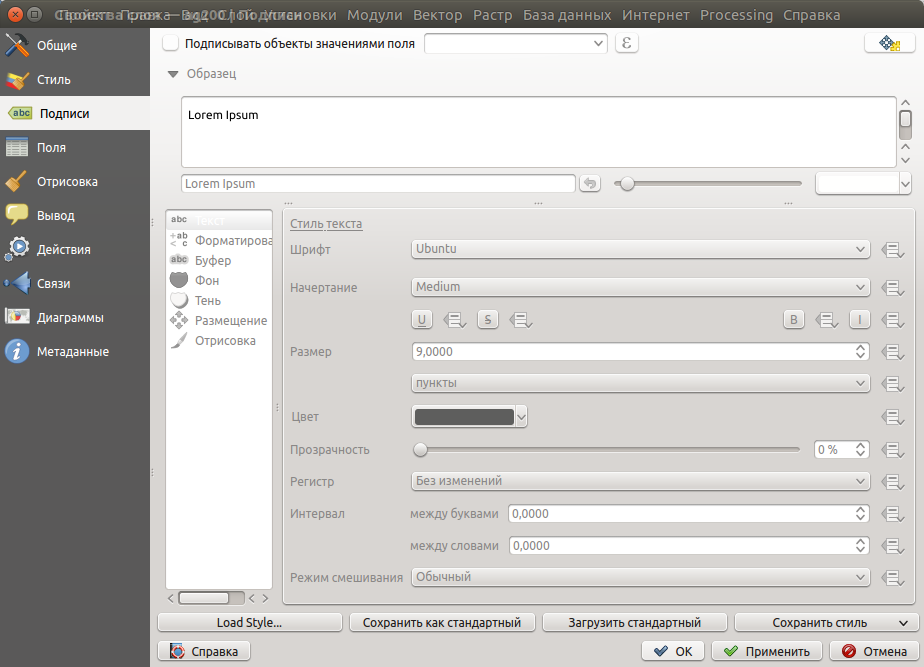 Правка
Установки Модули Вектор Растр База данных Интернет Processing Справка
Общие
Стиль
Подписи
Поля
Отрисовка
Вывод
Действия
Связи
Диаграммы
Метаданные
Подписывать объекты значениями поля
ε
Образец
Lorem Ipsum
Lorem Ipsum
abc Текст
+ab < c Форматирова
abc Буфер
Фон
Тень
Размещение
Отрисовка
Стиль текста
Шрифт Ubuntu
Начертание Medium
U S B I
Размер 9,0000
пункты
Цвет
Прозрачность 0 %
Регистр Без изменений
Интервал между буквами 0,0000
между словами 0,0000
Режим смешивания Обычный
Load Style... Сохранить как стандартный Загрузить стандартный Сохранить стиль
Справка OK Применить Отмена